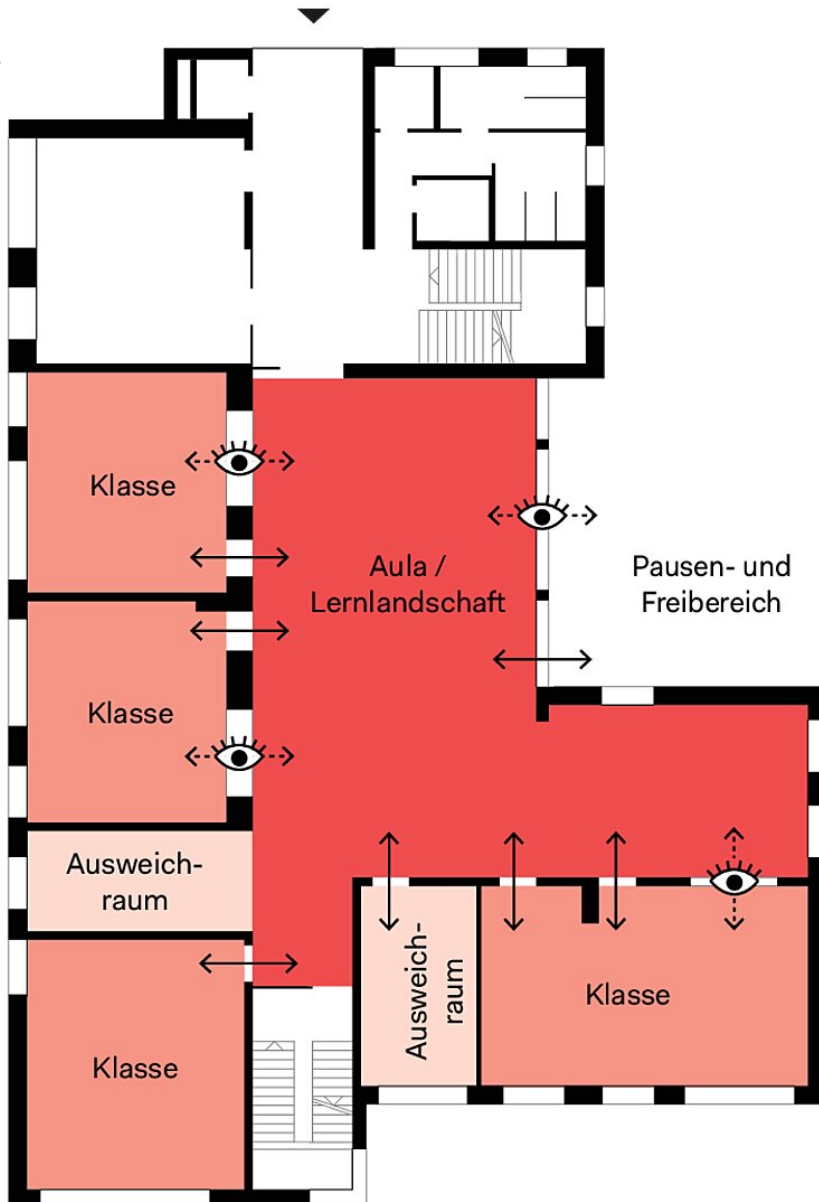 Klasse
Aula /
Lernlandschaft
Pausen- und
Freibereich
Klasse
Ausweich-
raum
Ausweich-
raum
Klasse
Klasse